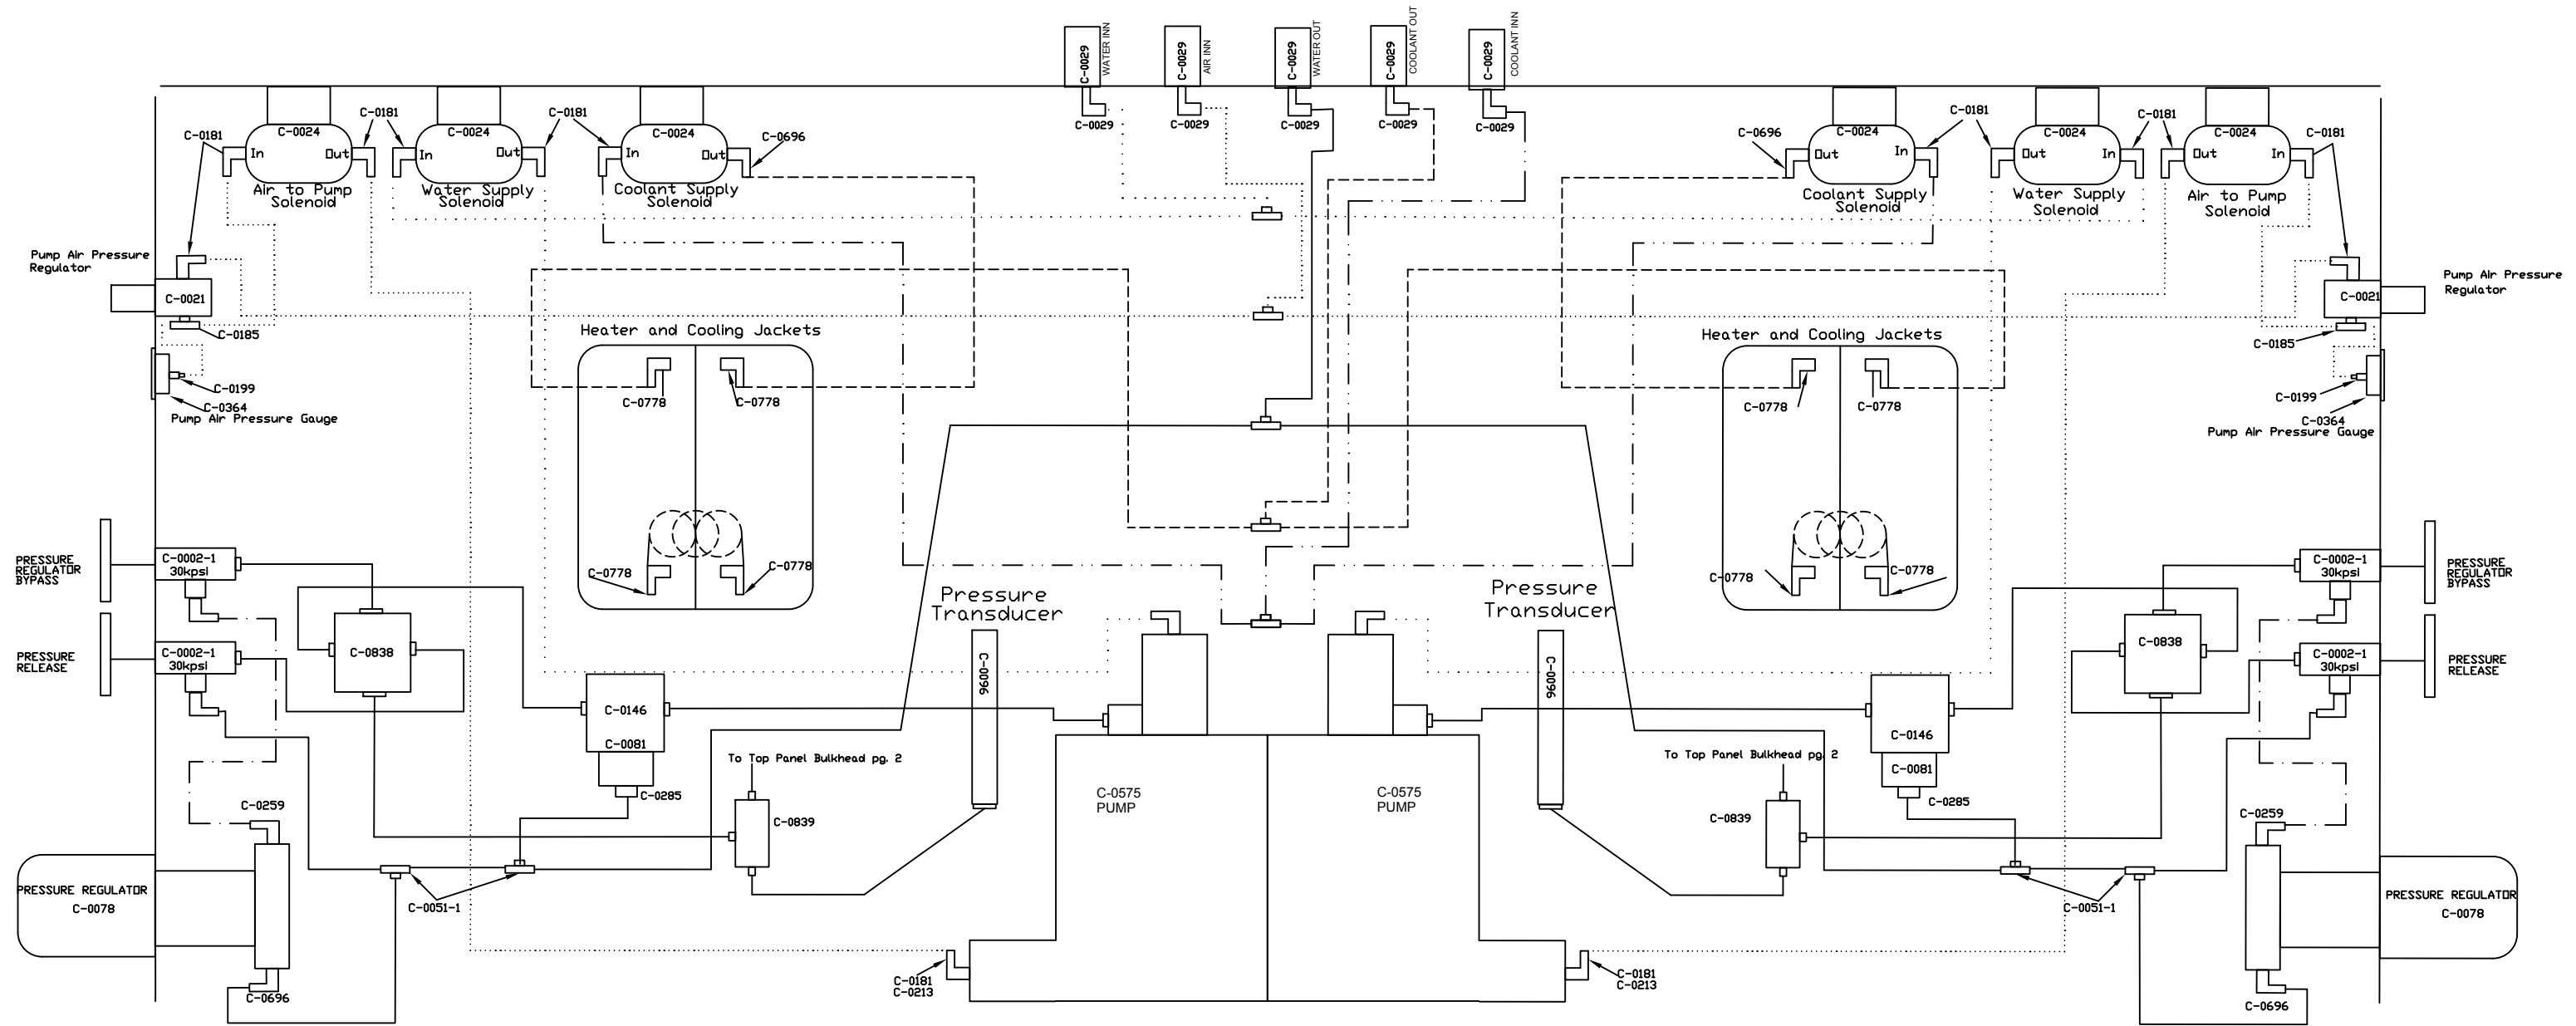 C-0029
WATER INN
C-0029
AIR INN
C-0029
WATER OUT
C-0029
COOLANT OUT
C-0029
COOLANT INN
C-0029
C-0029
C-0029
C-0029
C-0029
C-0181
C-0024
In
Out
Air to Pump
Solenoid
C-0181
C-0024
In
Out
Water Supply
Solenoid
C-0181
C-0024
In
Out
Coolant Supply
Solenoid
C-0696
C-0696
C-0024
Out
In
Coolant Supply
Solenoid
C-0181
C-0024
Out
In
Water Supply
Solenoid
C-0181
C-0024
Out
In
Air to Pump
Solenoid
C-0181
Pump Air Pressure
Regulator
C-0021
C-0185
C-0199
C-0364
Pump Air Pressure Gauge
Heater and Cooling Jackets
C-0778
C-0778
C-0778
C-0778
Heater and Cooling Jackets
C-0778
C-0778
C-0778
C-0778
Pump Air Pressure
Regulator
C-0021
C-0185
C-0199
C-0364
Pump Air Pressure Gauge
PRESSURE
REGULATOR
BYPASS
C-0002-1
30kpsi
PRESSURE
RELEASE
C-0002-1
30kpsi
C-0838
C-0146
C-0081
C-0285
Pressure
Transducer
C-0096
To Top Panel Bulkhead pg. 2
C-0839
C-0259
PRESSURE REGULATOR
C-0078
C-0696
C-0051-1
C-0181
C-0213
C-0575
PUMP
C-0575
PUMP
Pressure
Transducer
C-0096
To Top Panel Bulkhead pg. 2
C-0839
C-0146
C-0081
C-0285
C-0838
C-0002-1
30kpsi
PRESSURE
REGULATOR
BYPASS
C-0002-1
30kpsi
PRESSURE
RELEASE
C-0259
PRESSURE REGULATOR
C-0078
C-0696
C-0051-1
C-0181
C-0213